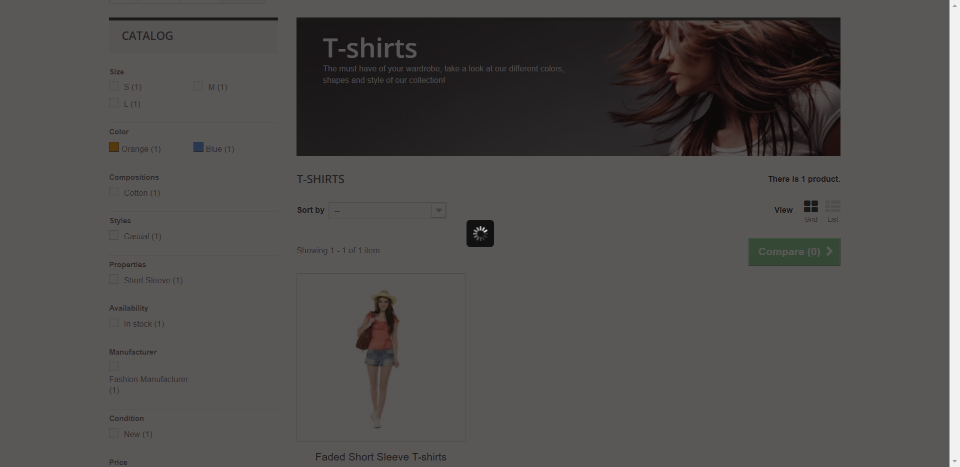 CATALOG
Size
S (1)
M (1)
L (1)
Color
Orange (1)
Blue (1)
Compositions
Cotton (1)
Styles
Casual (1)
Properties
Short Sleeve (1)
Availability
In stock (1)
Manufacturer
Fashion Manufacturer
(1)
Condition
New (1)
Price
T-shirts
The must have of your wardrobe, take a look at our different colors,
shapes and style of our collection!
T-SHIRTS
There is 1 product.
Sort by
--
View
Grid
List
Showing 1 - 1 of 1 item
Compare (0)
Faded Short Sleeve T-shirts